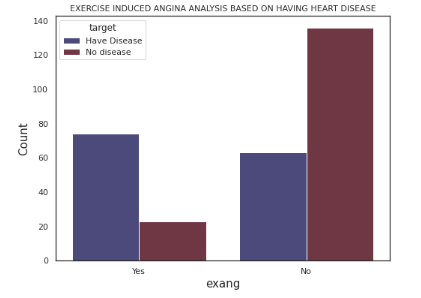 EXERCISE INDUCED ANGINA ANALYSIS BASED ON HAVING HEART DISEASE
target
Have Disease
No disease
Count
140
120
100
80
60
40
20
0
Yes No
exang